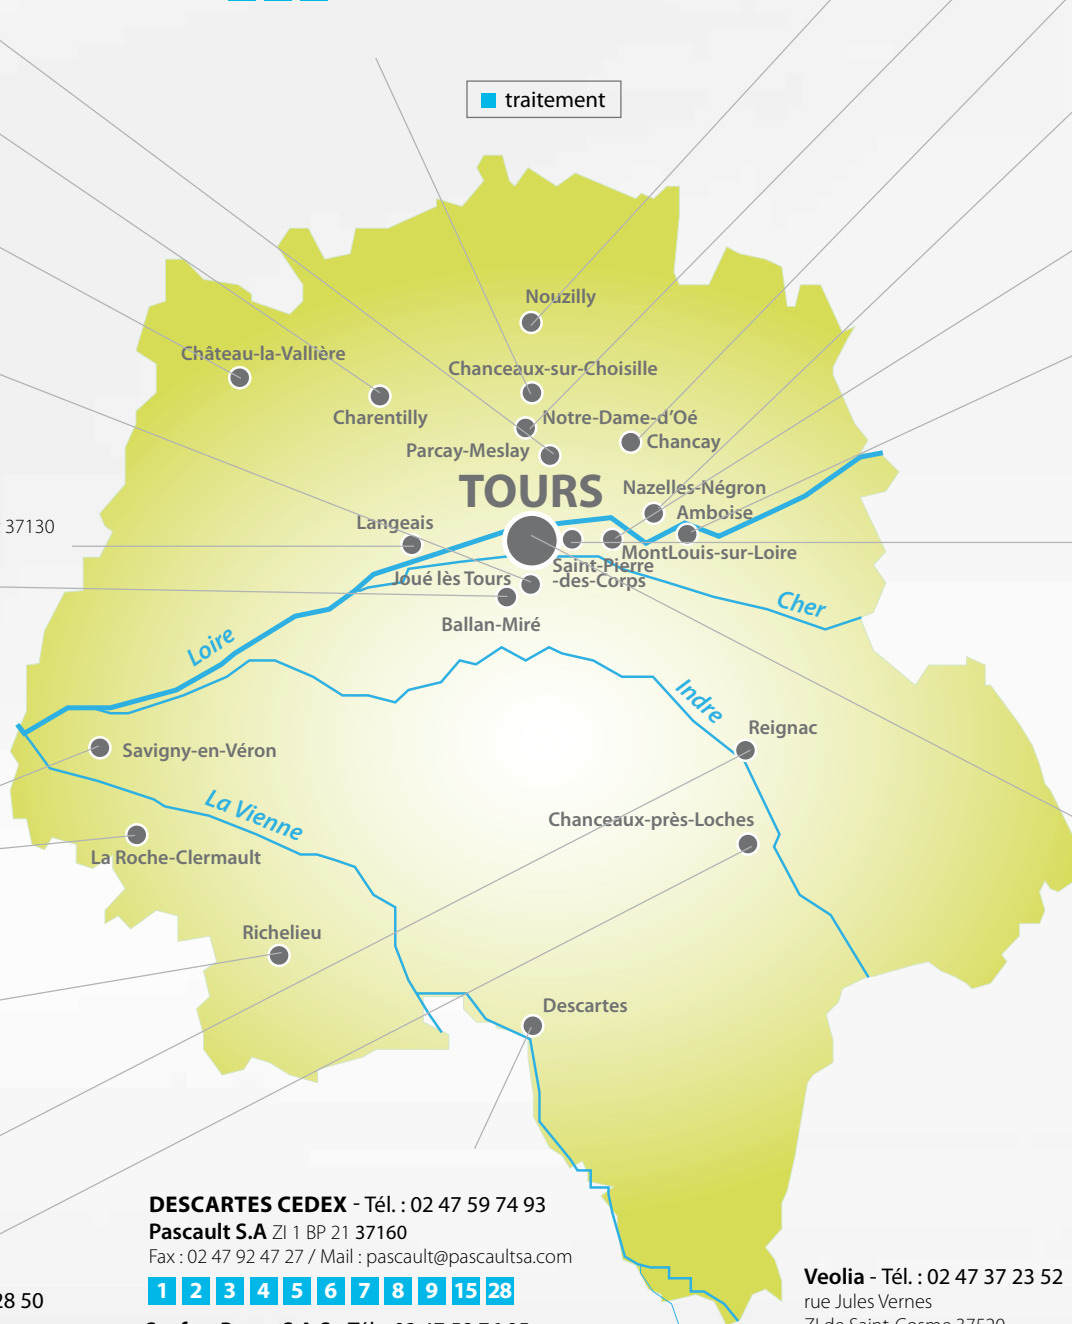 traitement
Nouzilly
Château-la-Vallière
Chanceaux-sur-Choisille
Charentilly
Notre-Dame-d'Oé
Chancay
Parcay-Meslay
TOURS
Nazelles-Négron
Amboise
37130
Langeais
MontLouis-sur-Loire
Saint-Pierre
-des-Corps
Joué lès Tours
Ballan-Miré
Cher
Loire
Indre
Reignac
Savigny-en-Véron
La Vienne
Chanceaux-près-Loches
La Roche-Clermault
Richelieu
Descartes
DESCARTES CEDEX - Tél. : 02 47 59 74 93
Pascault S.A ZI 1 BP 21 37160
Fax : 02 47 92 47 27 / Mail : pascault@pascaultsa.com
1 2 3 4 5 6 7 8 9 15 28
28 50
Veolia - Tél. : 02 47 37 23 52
rue Jules Vernes
ZI de Saint-Cosme 37520